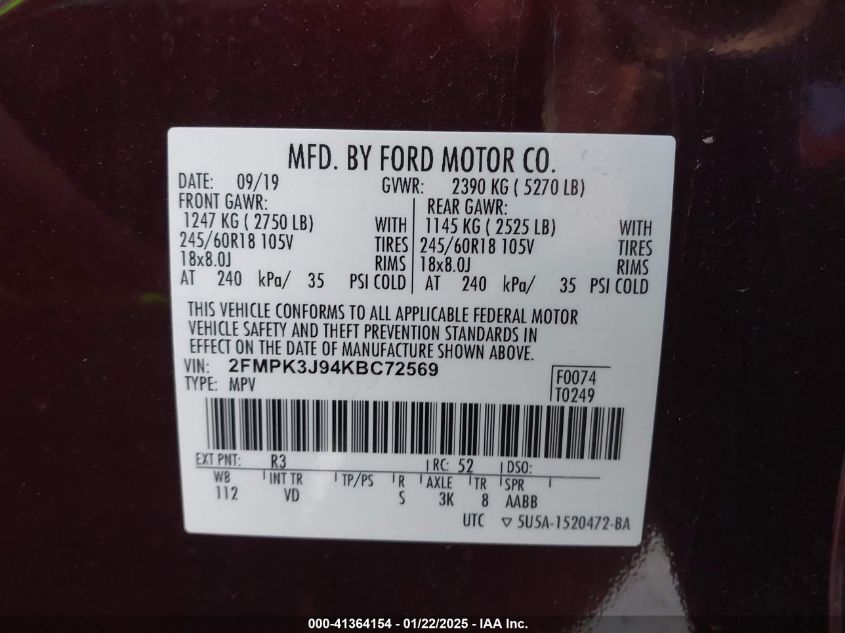 MFD. BY FORD MOTOR CO.
DATE: 09/19 GVWR: 2390 KG ( 5270 LB)
FRONT GAWR: REAR GAWR:
1247 KG ( 2750 LB) WITH 1145 KG ( 2525 LB) WITH
245/60R18 105V TIRES 245/60R18 105V TIRES
18x8.0J RIMS 18x8.0J RIMS
AT 240 kPa/ 35 PSI COLD AT 240 kPa/ 35 PSI COLD
THIS VEHICLE CONFORMS TO ALL APPLICABLE FEDERAL MOTOR
VEHICLE SAFETY AND THEFT PREVENTION STANDARDS IN
EFFECT ON THE DATE OF MANUFACTURE SHOWN ABOVE.
VIN: 2FMPK3J94KBC72569 F0074
TYPE: MPV T0249
EXT PNT: R3 RC: 52 DSO:
WB INT TR TP/PS R AXLE TR SPR
112 VD S 3K 8 AABB
UTC ▽ 5U5A-1520472-BA
000-41364154 - 01/22/2025 - IAA Inc.